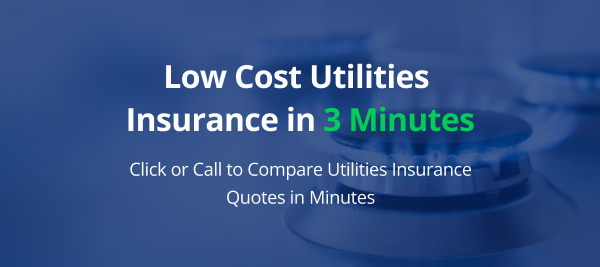 Low Cost Utilities
Insurance in 3 Minutes
Click or Call to Compare Utilities Insurance
Quotes in Minutes